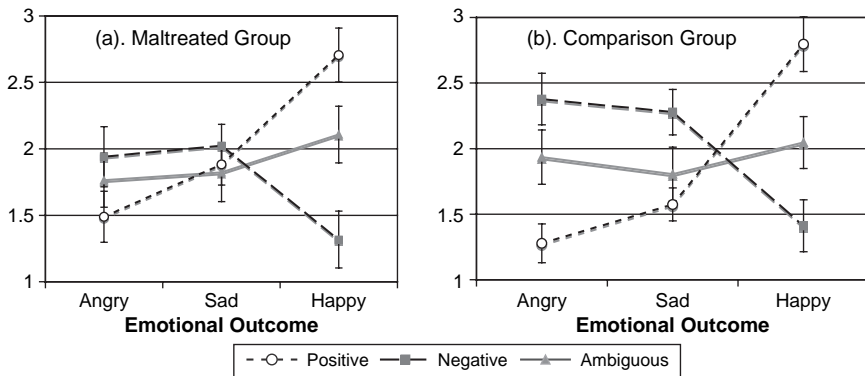 (a). Maltreated Group
3
2.5
2
1.5
1
Angry Sad Happy
Emotional Outcome
(b). Comparison Group
3
2.5
2
1.5
1
Angry Sad Happy
Emotional Outcome
Positive Negative Ambiguous